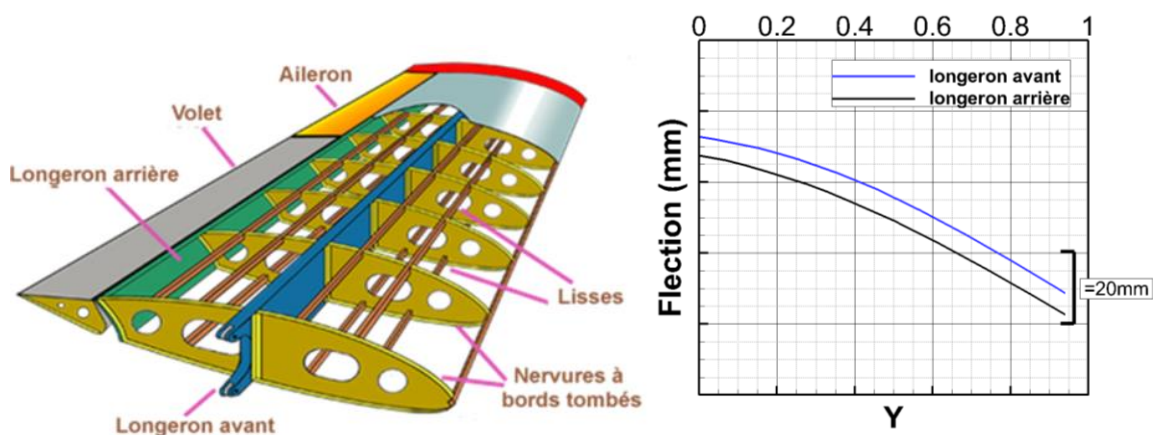 Aileron
Volet
Longeron arrière
Lisses
Nervures à
bords tombés
Longeron avant
0 0.2 0.4 0.6 0.8 1
longeron avant
longeron arrière
Flection (mm)
=20mm
Y